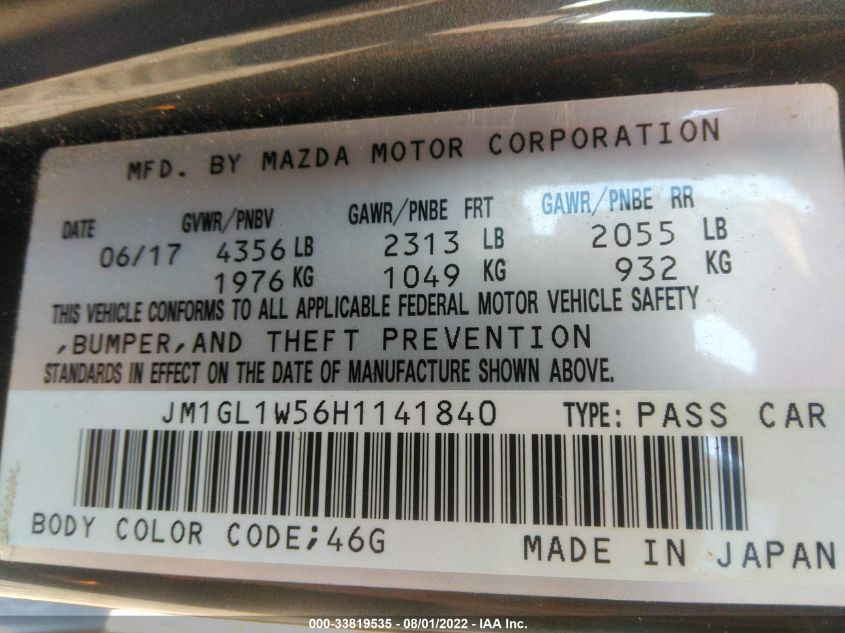 MFD. BY MAZDA MOTOR CORPORATION
DATE GVWR/PNBV GAWR/PNBE FRT GAWR/PNBE RR
06/17 4356 LB 2313 LB 2055 LB
1976 KG 1049 KG 932 KG
THIS VEHICLE CONFORMS TO ALL APPLICABLE FEDERAL MOTOR VEHICLE SAFETY
,BUMPER,AND THEFT PREVENTION
STANDARDS IN EFFECT ON THE DATE OF MANUFACTURE SHOWN ABOVE.
JM1GL1W56H1141840 TYPE: PASS CAR
BODY COLOR CODE;46G MADE IN JAPAN
000-33819535 — 08/01/2022 - IAA Inc.